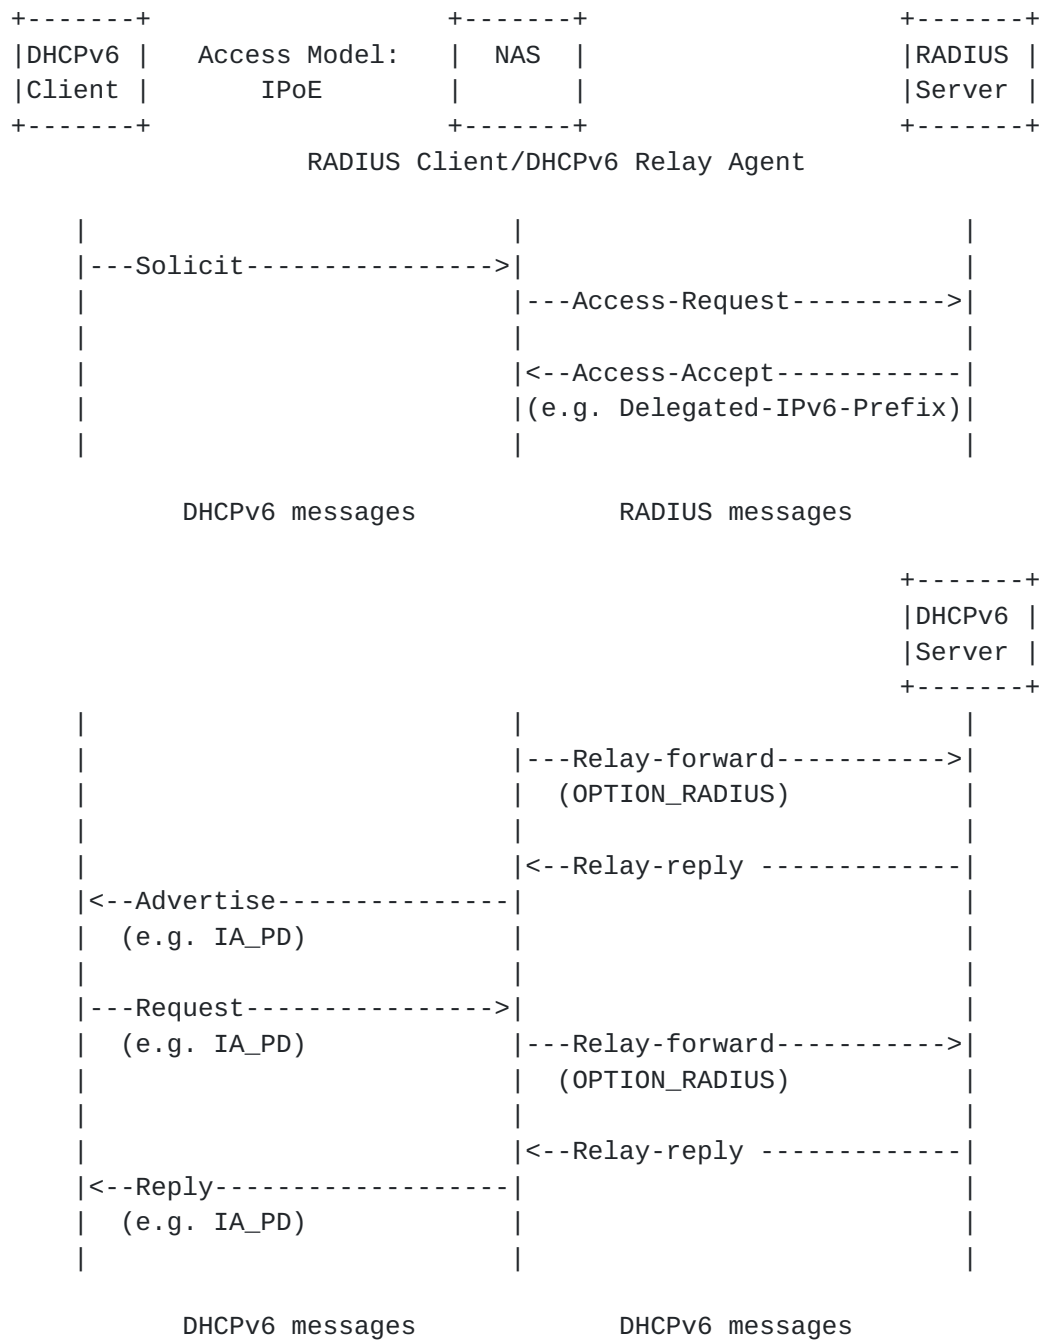 +-------+                   +-------+                    +-------+
|DHCPv6 |   Access Model:   |  NAS  |                    |RADIUS |
|Client |       IPoE        |       |                    |Server |
+-------+                   +-------+                    +-------+
                   RADIUS Client/DHCPv6 Relay Agent
    |                           |                            |
    |---Solicit---------------->|                            |
    |                           |---Access-Request---------->|
    |                           |                            |
    |                           |<--Access-Accept------------|
    |                           |(e.g. Delegated-IPv6-Prefix)|
    |                           |                            |
           DHCPv6 messages             RADIUS messages
                                                         +-------+
                                                         |DHCPv6 |
                                                         |Server |
                                                         +-------+
    |                           |                            |
    |                           |---Relay-forward----------->|
    |                           |  (OPTION_RADIUS)           |
    |                           |                            |
    |                           |<--Relay-reply -------------|
    |<--Advertise---------------|                            |
    |  (e.g. IA_PD)             |                            |
    |                           |                            |
    |---Request---------------->|                            |
    |  (e.g. IA_PD)             |---Relay-forward----------->|
    |                           |  (OPTION_RADIUS)           |
    |                           |                            |
    |                           |<--Relay-reply -------------|
    |<--Reply-------------------|                            |
    |  (e.g. IA_PD)             |                            |
    |                           |                            |
           DHCPv6 messages             DHCPv6 messages